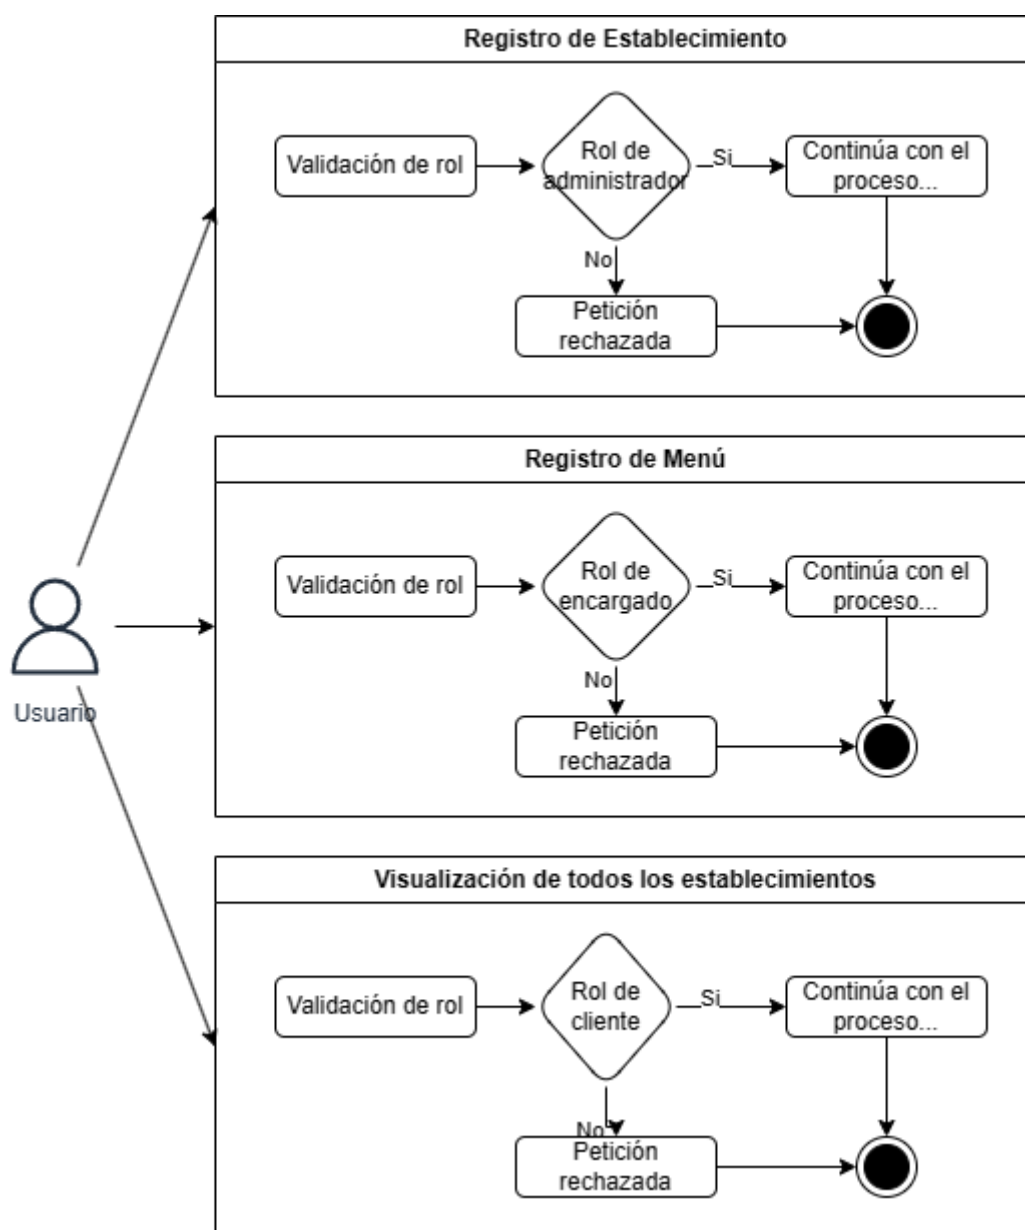 Registro de Establecimiento
Validación de rol
Rol de
administrador
Si
Continúa con el
proceso...
No
Petición
rechazada
Registro de Menú
Validación de rol
Rol de
encargado
Si
Continúa con el
proceso...
No
Petición
rechazada
Usuario
Visualización de todos los establecimientos
Validación de rol
Rol de
cliente
Si
Continúa con el
proceso...
No
Petición
rechazada